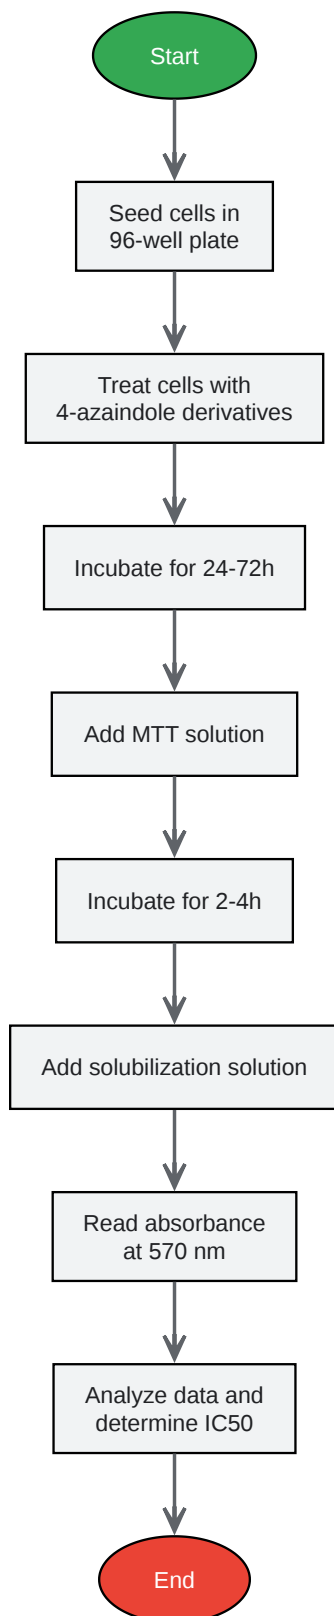 Start
Seed cells in
96-well plate
Treat cells with
4-azaindole derivatives
Incubate for 24-72h
Add MTT solution
Incubate for 2-4h
Add solubilization solution
Read absorbance
at 570 nm
Analyze data and
determine IC50
End